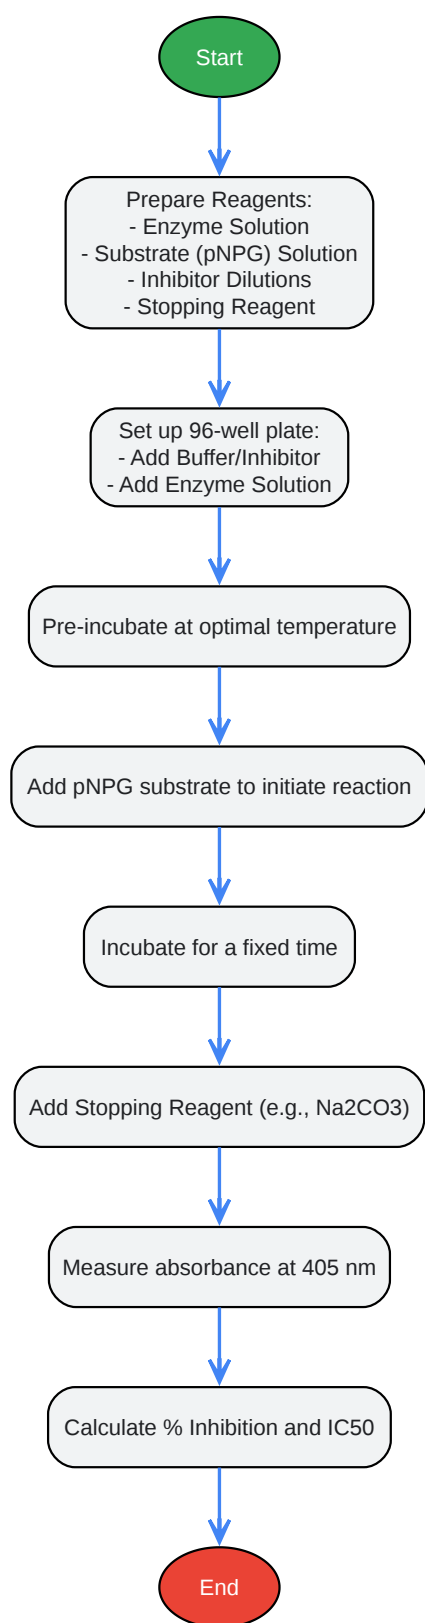 Start
Prepare Reagents:
- Enzyme Solution
- Substrate (pNPG) Solution
- Inhibitor Dilutions
- Stopping Reagent
Set up 96-well plate:
- Add Buffer/Inhibitor
- Add Enzyme Solution
Pre-incubate at optimal temperature
Add pNPG substrate to initiate reaction
Incubate for a fixed time
Add Stopping Reagent (e.g., Na2CO3)
Measure absorbance at 405 nm
Calculate % Inhibition and IC50
End